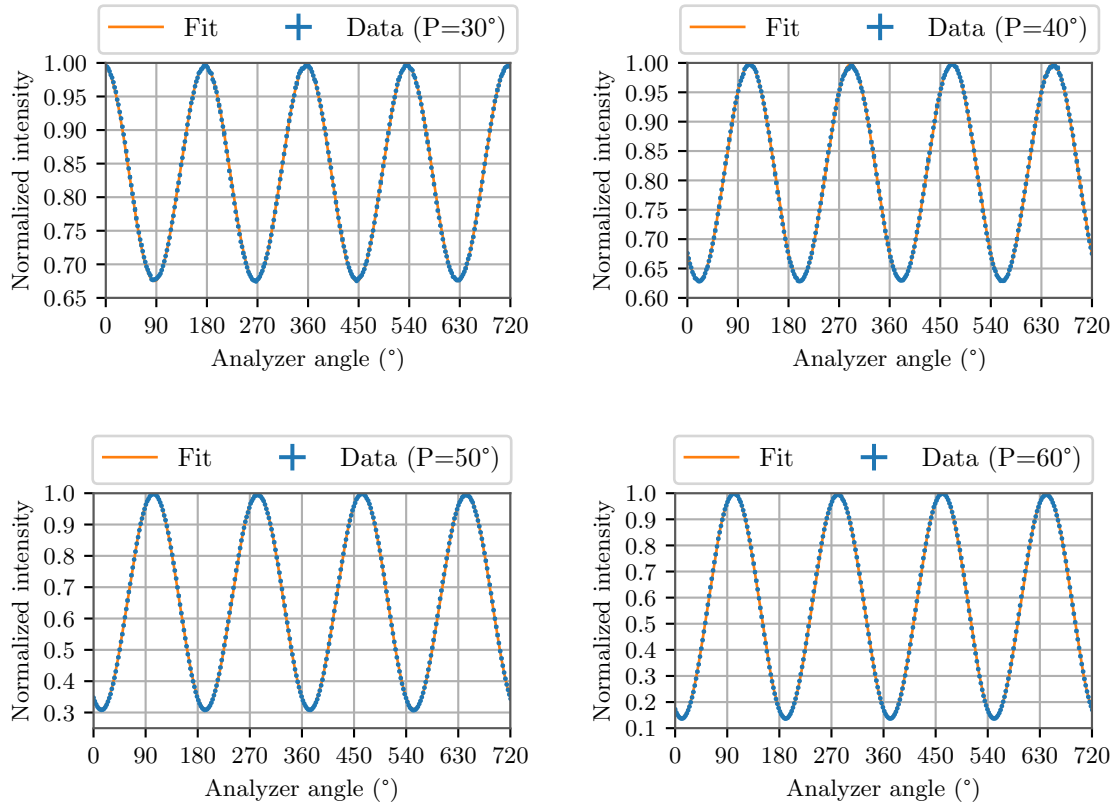 Fit Data (P=30°)
Normalized intensity
1.00
0.95
0.90
0.85
0.80
0.75
0.70
0.65
0 90 180 270 360 450 540 630 720
Analyzer angle (°)
Fit Data (P=40°)
Normalized intensity
1.00
0.95
0.90
0.85
0.80
0.75
0.70
0.65
0.60
0 90 180 270 360 450 540 630 720
Analyzer angle (°)
Fit Data (P=50°)
Normalized intensity
1.0
0.9
0.8
0.7
0.6
0.5
0.4
0.3
0 90 180 270 360 450 540 630 720
Analyzer angle (°)
Fit Data (P=60°)
Normalized intensity
1.0
0.9
0.8
0.7
0.6
0.5
0.4
0.3
0.2
0.1
0 90 180 270 360 450 540 630 720
Analyzer angle (°)